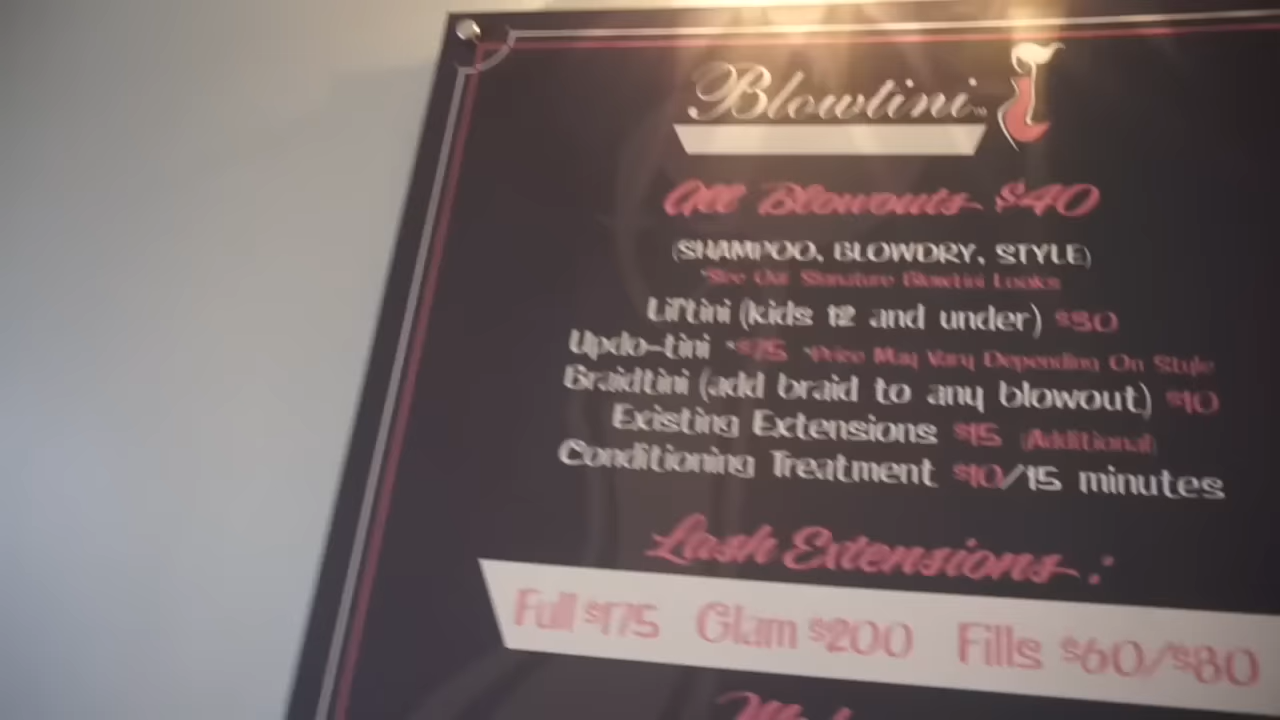 Blowtini
All Blowouts $40
(SHAMPOO, BLOWDRY, STYLE)
*See Our Signature Blowtini Looks
Lil'tini (kids 12 and under) $30
Updo-tini *$75 *Price May Vary Depending On Style
Braidtini (add braid to any blowout) $10
Existing Extensions $15 (Additional)
Conditioning Treatment $10/15 minutes
Lash Extensions:
Full $175 Glam $200 Fills $60/$80